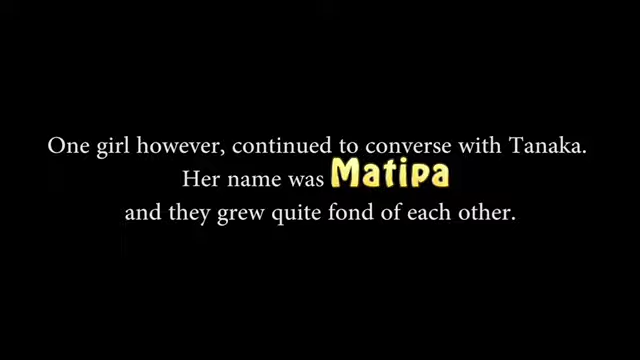 One girl however, continued to converse with Tanaka.
Her name was Matipa
and they grew quite fond of each other.